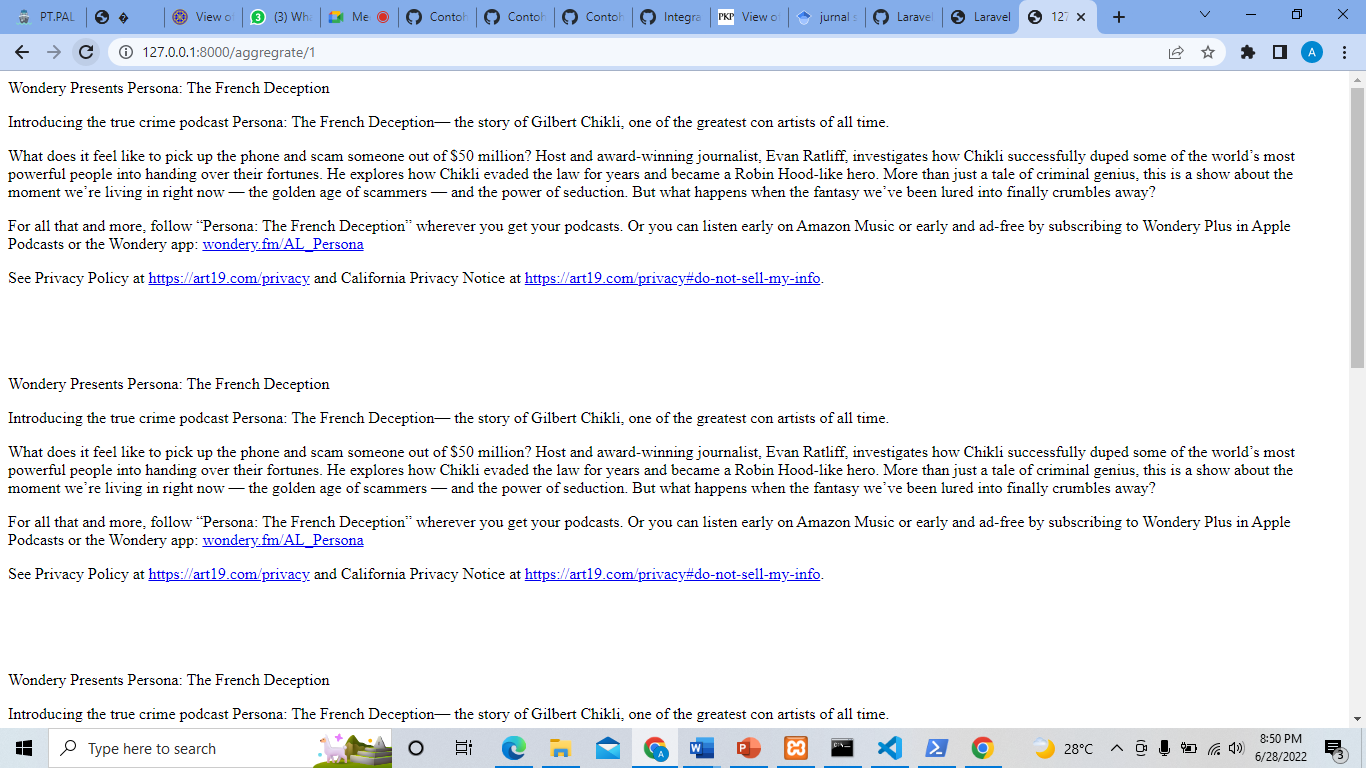 PT.PAL
�
View of
(3) Wha
Me
Contoh
Contoh
Contoh
Integra
PKP
View of
jurnal s
Laravel
Laravel
127
127.0.0.1:8000/aggregrate/1
A
Wondery Presents Persona: The French Deception
Introducing the true crime podcast Persona: The French Deception— the story of Gilbert Chikli, one of the greatest con artists of all time.
What does it feel like to pick up the phone and scam someone out of $50 million? Host and award-winning journalist, Evan Ratliff, investigates how Chikli successfully duped some of the world’s most
powerful people into handing over their fortunes. He explores how Chikli evaded the law for years and became a Robin Hood-like hero. More than just a tale of criminal genius, this is a show about the
moment we’re living in right now — the golden age of scammers — and the power of seduction. But what happens when the fantasy we’ve been lured into finally crumbles away?
For all that and more, follow “Persona: The French Deception” wherever you get your podcasts. Or you can listen early on Amazon Music or early and ad-free by subscribing to Wondery Plus in Apple
Podcasts or the Wondery app: wondery.fm/AL_Persona
See Privacy Policy at https://art19.com/privacy and California Privacy Notice at https://art19.com/privacy#do-not-sell-my-info.
Wondery Presents Persona: The French Deception
Introducing the true crime podcast Persona: The French Deception— the story of Gilbert Chikli, one of the greatest con artists of all time.
What does it feel like to pick up the phone and scam someone out of $50 million? Host and award-winning journalist, Evan Ratliff, investigates how Chikli successfully duped some of the world’s most
powerful people into handing over their fortunes. He explores how Chikli evaded the law for years and became a Robin Hood-like hero. More than just a tale of criminal genius, this is a show about the
moment we’re living in right now — the golden age of scammers — and the power of seduction. But what happens when the fantasy we’ve been lured into finally crumbles away?
For all that and more, follow “Persona: The French Deception” wherever you get your podcasts. Or you can listen early on Amazon Music or early and ad-free by subscribing to Wondery Plus in Apple
Podcasts or the Wondery app: wondery.fm/AL_Persona
See Privacy Policy at https://art19.com/privacy and California Privacy Notice at https://art19.com/privacy#do-not-sell-my-info.
Wondery Presents Persona: The French Deception
Introducing the true crime podcast Persona: The French Deception— the story of Gilbert Chikli, one of the greatest con artists of all time.
Type here to search
28°C
8:50 PM
6/28/2022
3